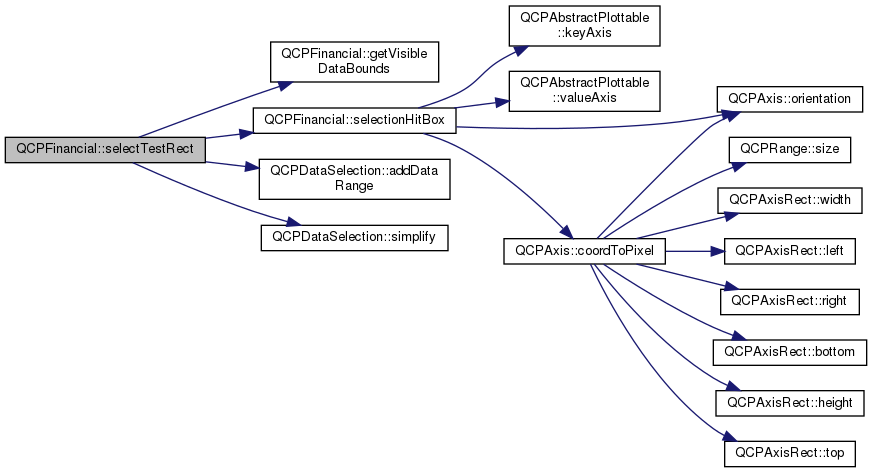 QCPFinancial::selectTestRect
QCPFinancial::getVisible
DataBounds
QCPFinancial::selectionHitBox
QCPDataSelection::addData
Range
QCPDataSelection::simplify
QCPAbstractPlottable
::keyAxis
QCPAbstractPlottable
::valueAxis
QCPAxis::coordToPixel
QCPAxis::orientation
QCPRange::size
QCPAxisRect::width
QCPAxisRect::left
QCPAxisRect::right
QCPAxisRect::bottom
QCPAxisRect::height
QCPAxisRect::top